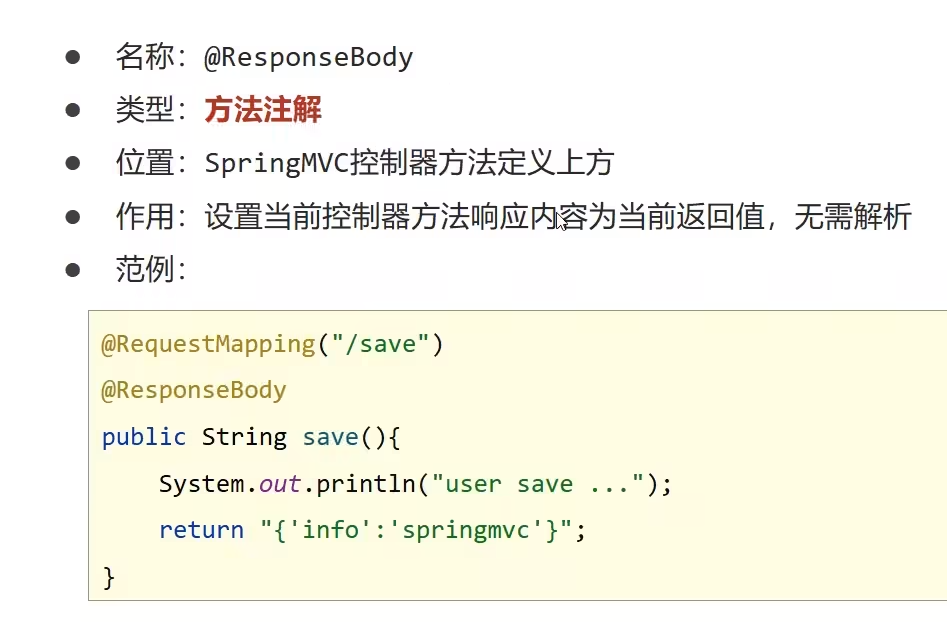 ● 名称：@ResponseBody
● 类型：方法注解
● 位置：SpringMVC控制器方法定义上方
● 作用：设置当前控制器方法响应内容为当前返回值，无需解析
● 范例：
@RequestMapping("/save")
@ResponseBody
public String save(){
    System.out.println("user save ...");
    return "{'info':'springmvc'}";
}